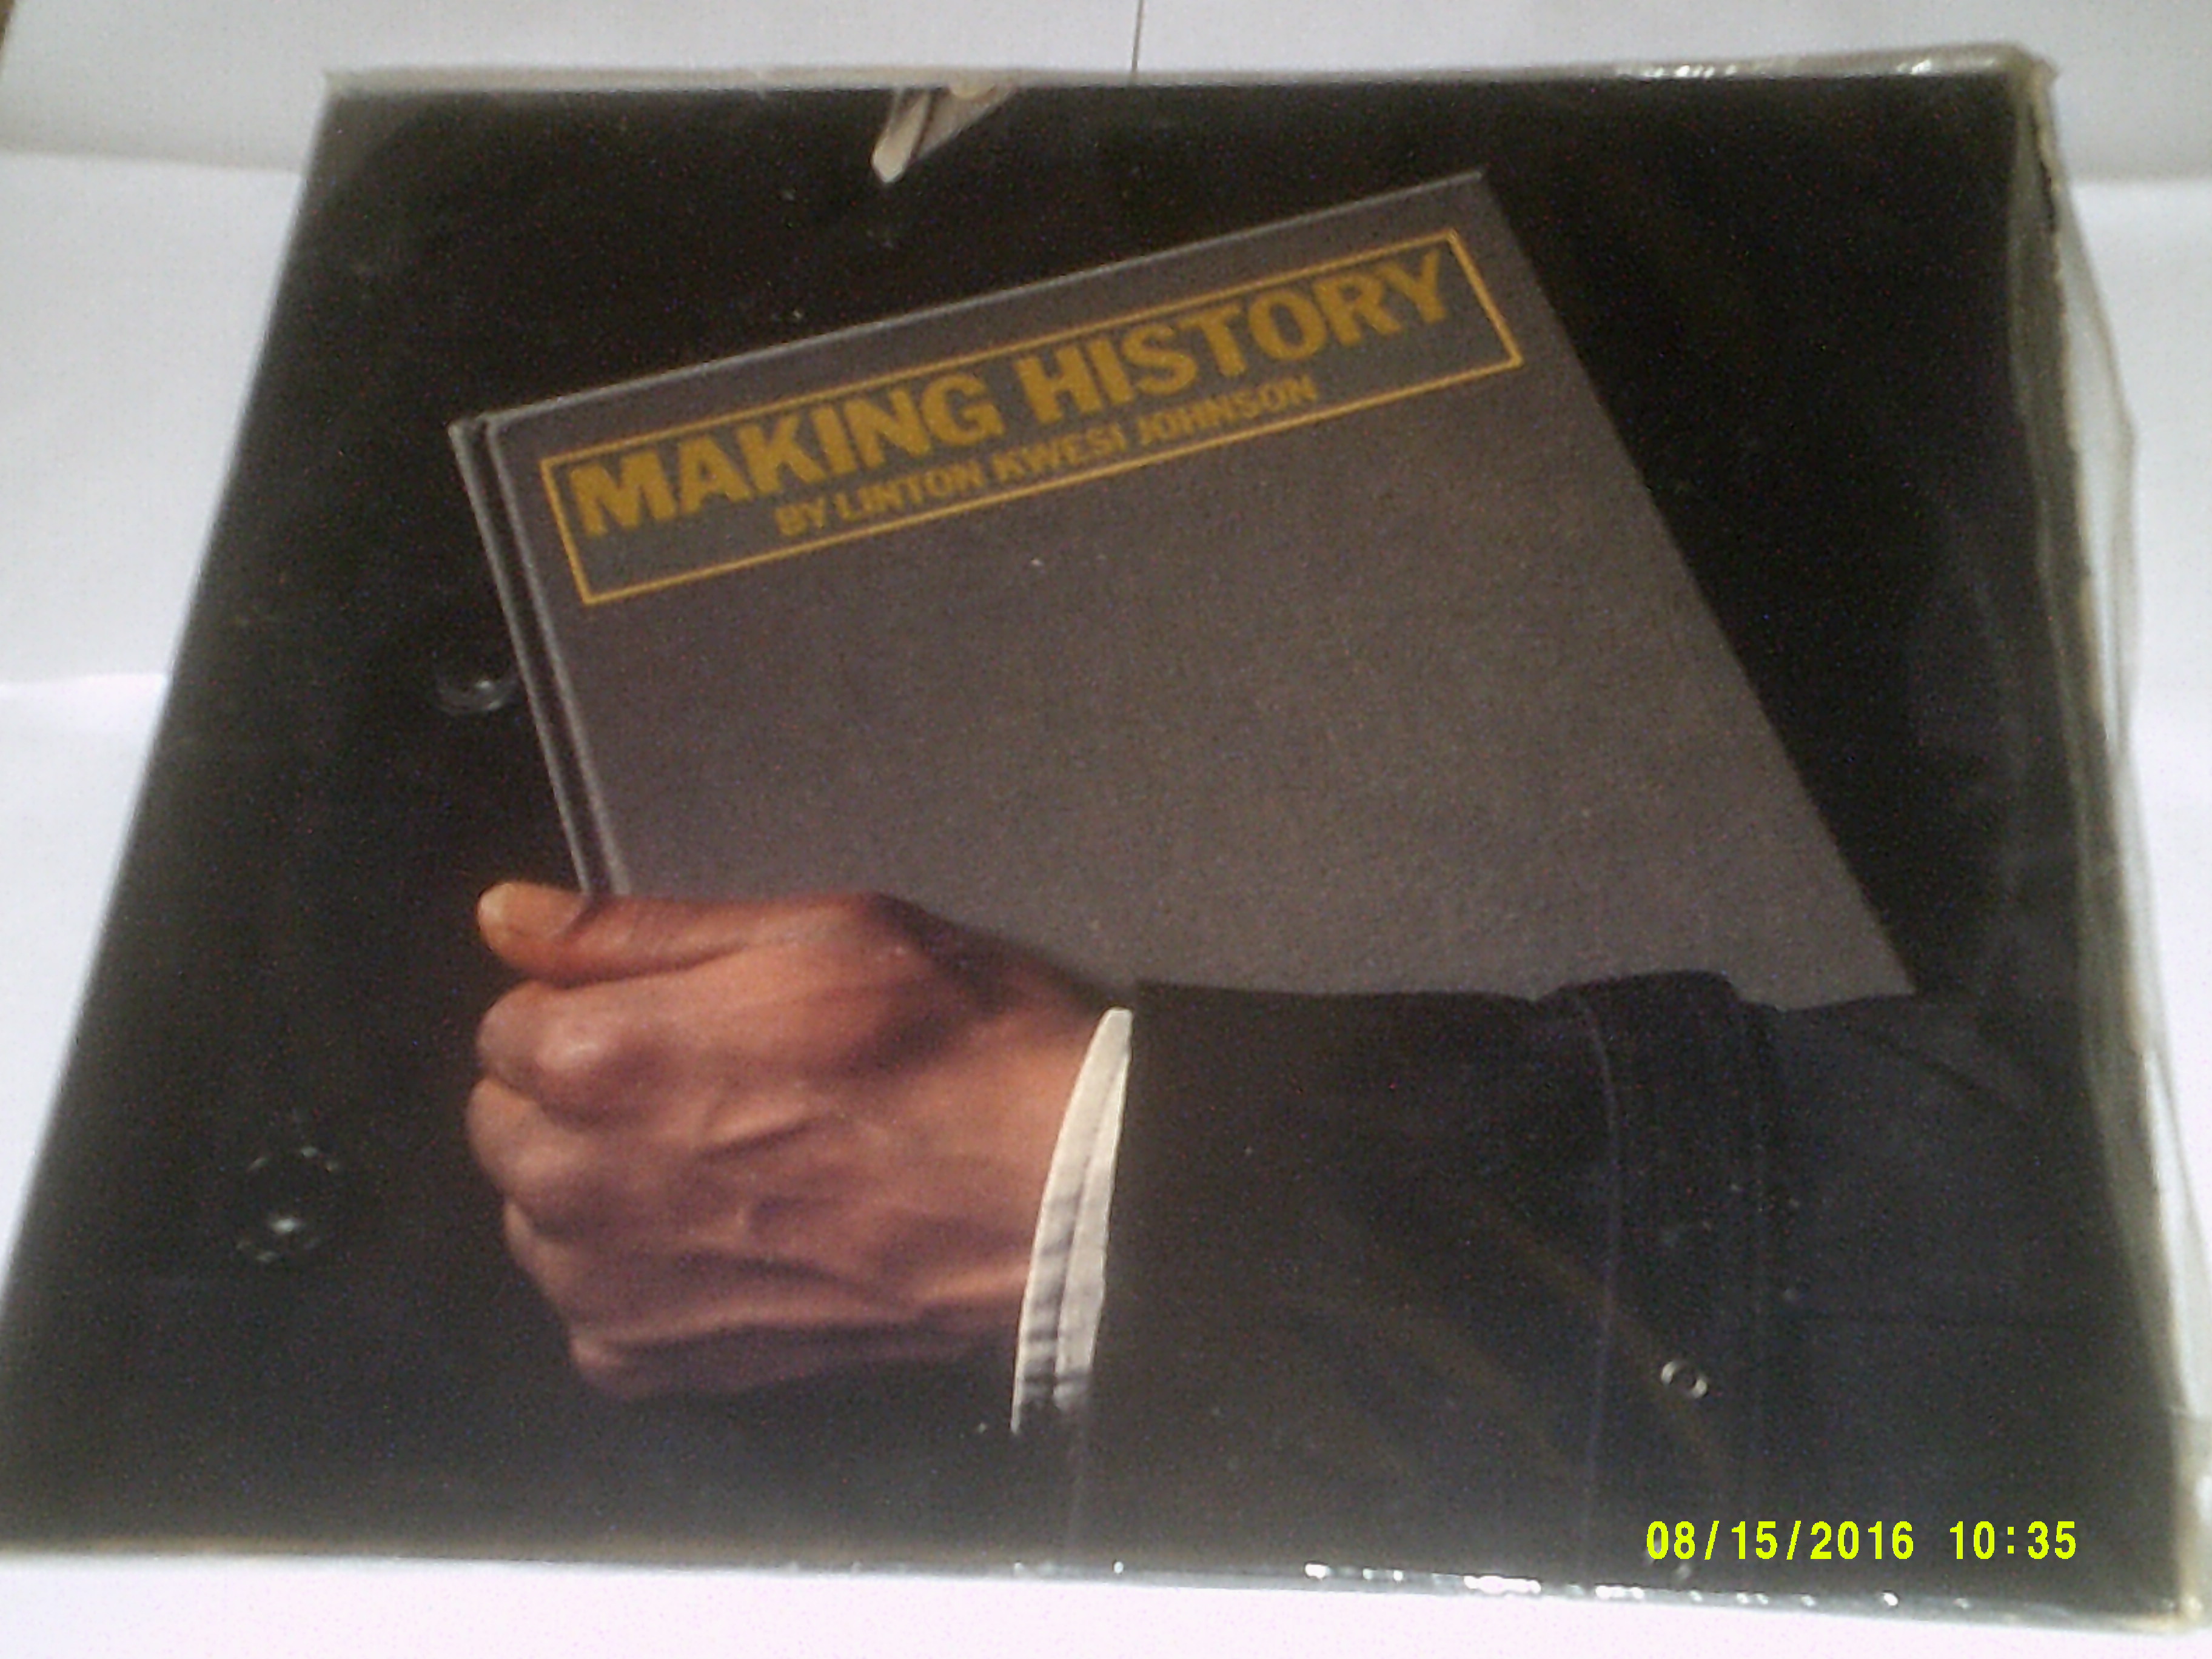 MAKING HISTORY
BY LINTON KWESI JOHNSON
08/15/2016 10:35